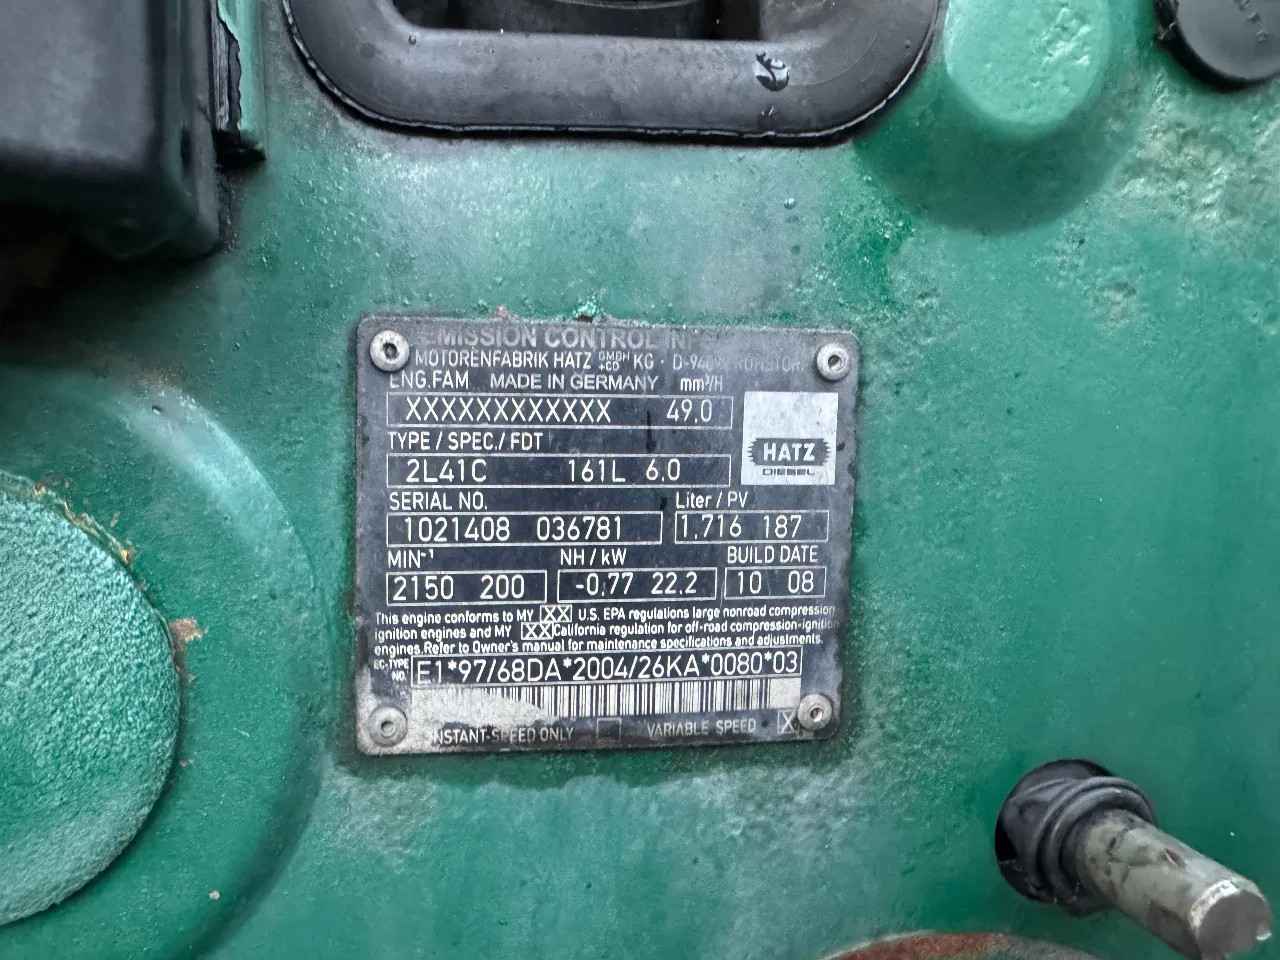 EMISSION CONTROL
MOTORENFABRIK HATZ GMBH +CO KG · 
ENG.FAM MADE IN GERMANY mm³/H
XXXXXXXXXXXX 49.0
TYPE / SPEC./ FDT
2L41C 161L 6.0
HATZ
DIESEL
SERIAL NO. Liter / PV
1021408 036781 1.716 187
MIN-¹ NH / kW BUILD DATE
2150 200 -0.77 22.2 10 08
This engine conforms to MY XX U.S. EPA regulations large nonroad compression
ignition engines and MY XX California regulation for off-road compression-ignition
engines. Refer to Owner's manual for maintenance specifications and adjustments.
EC-TYPE NO. E1*97/68DA*2004/26KA*0080*03
SPEED ONLY VARIABLE SPEED X